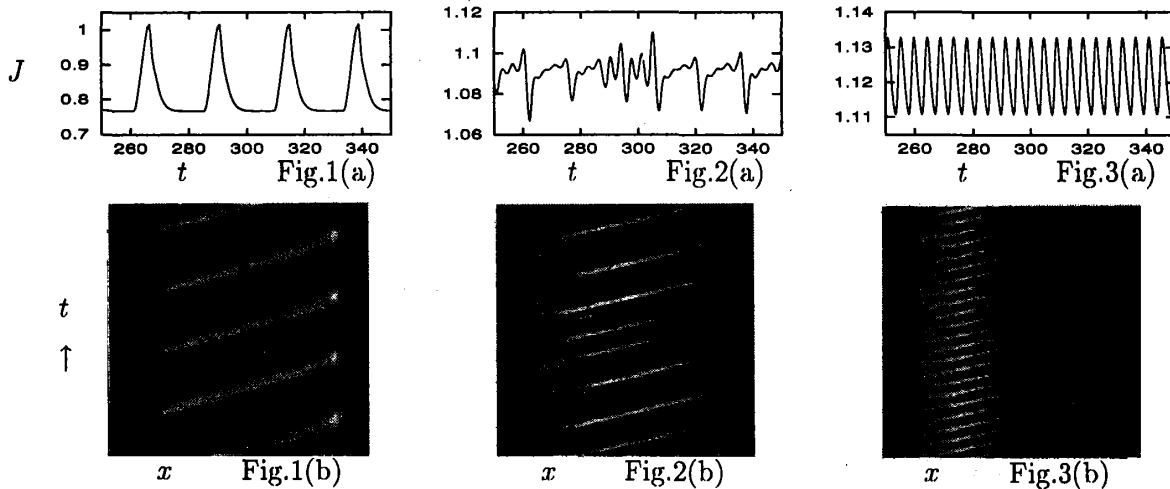 J
1
0.9
0.8
0.7
260 280 300 320 340
t Fig.1(a)
1.12
1.1
1.08
1.06
260 280 300 320 340
t Fig.2(a)
1.14
1.13
1.12
1.11
260 280 300 320 340
t Fig.3(a)
t
↑
x Fig.1(b)
x Fig.2(b)
x Fig.3(b)